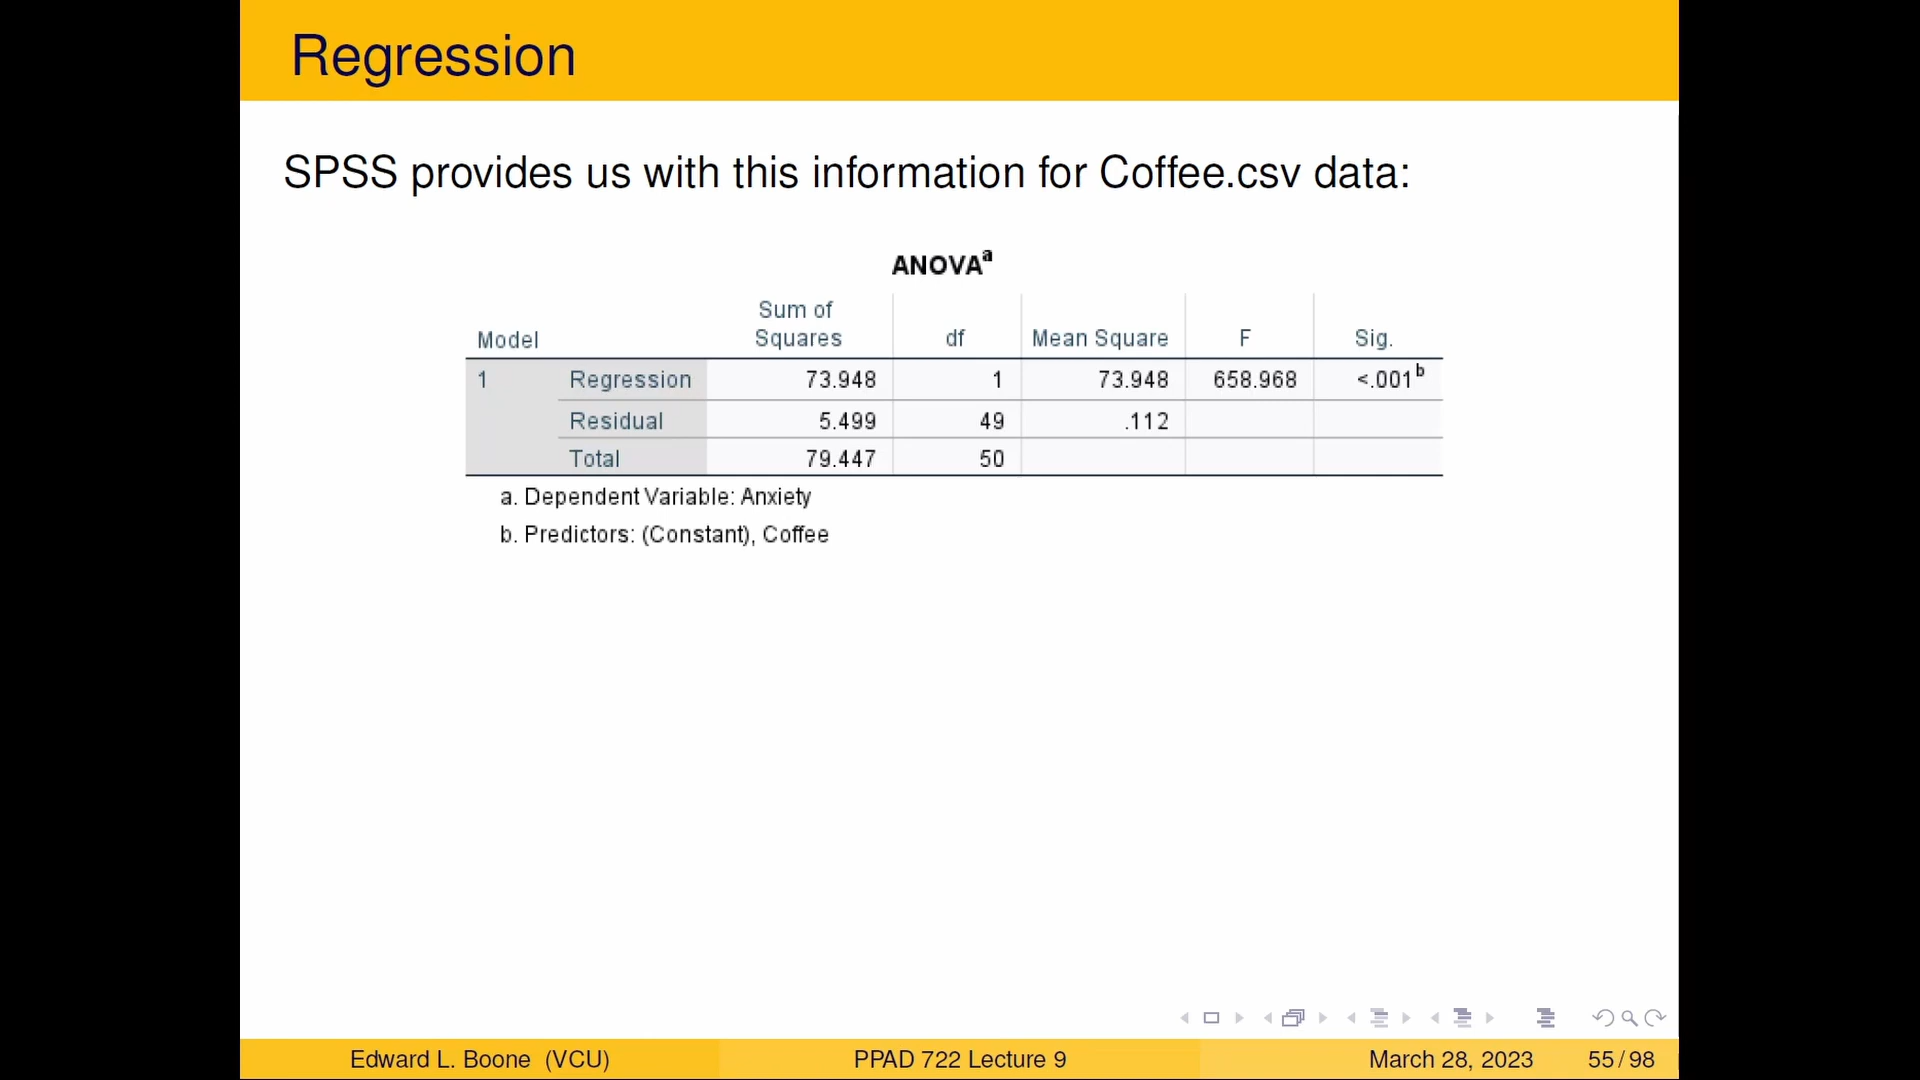 Regression
SPSS provides us with this information for Coffee.csv data:
ANOVAa
Model Sum of Squares df Mean Square F Sig.
1 Regression 73.948 1 73.948 658.968 <.001b
Residual 5.499 49 .112
Total 79.447 50
a. Dependent Variable: Anxiety
b. Predictors: (Constant), Coffee
Edward L. Boone (VCU) PPAD 722 Lecture 9 March 28, 2023 55 / 98